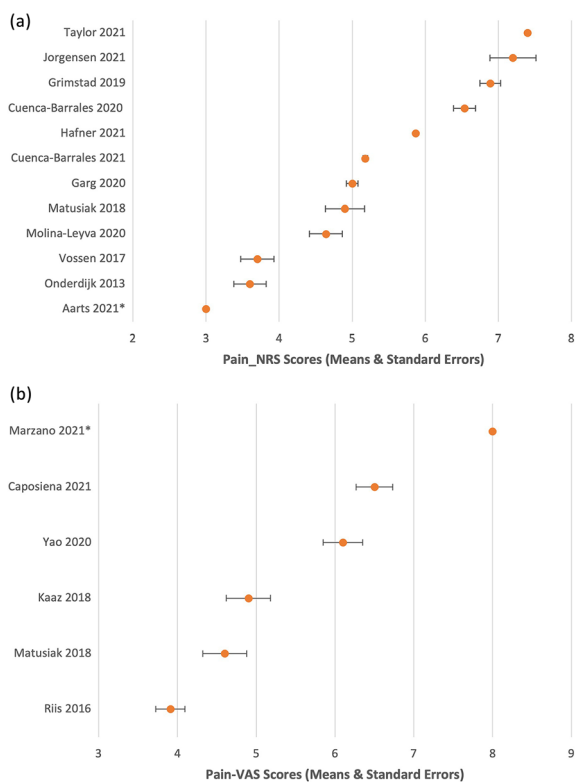 (a)
Taylor 2021
Jorgensen 2021
Grimstad 2019
Cuenca-Barrales 2020
Hafner 2021
Cuenca-Barrales 2021
Garg 2020
Matusiak 2018
Molina-Leyva 2020
Vossen 2017
Onderdijk 2013
Aarts 2021*
2 3 4 5 6 7 8
Pain_NRS Scores (Means & Standard Errors)
(b)
Marzano 2021*
Caposiena 2021
Yao 2020
Kaaz 2018
Matusiak 2018
Riis 2016
3 4 5 6 7 8 9
Pain-VAS Scores (Means & Standard Errors)